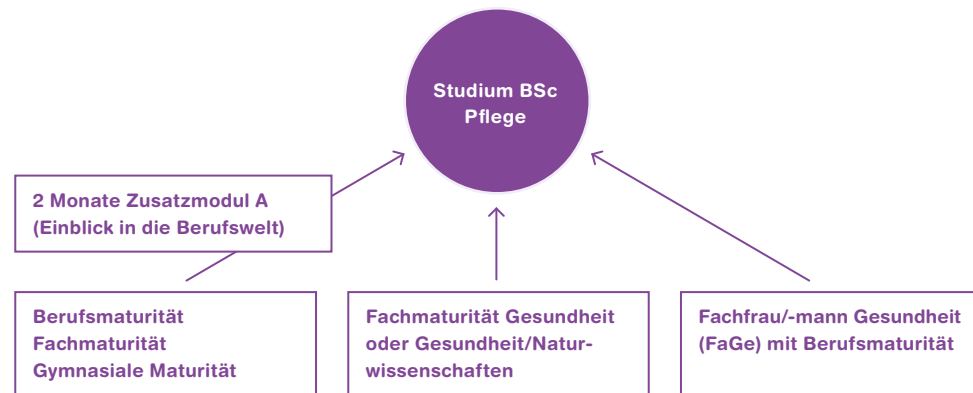 Studium BSc
Pflege
2 Monate Zusatzmodul A
(Einblick in die Berufswelt)
Berufsmaturität
Fachmaturität
Gymnasiale Maturität
Fachmaturität Gesundheit
oder Gesundheit/Natur-
wissenschaften
Fachfrau/-mann Gesundheit
(FaGe) mit Berufsmaturität